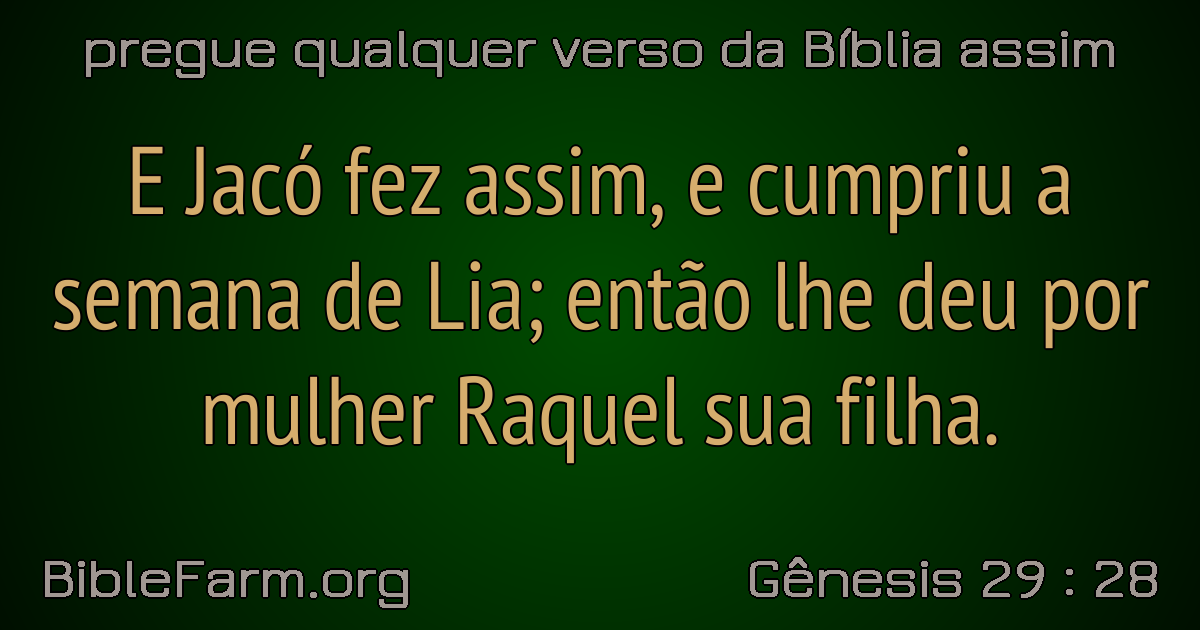 pregue qualquer verso da Bíblia assim
E Jacó fez assim, e cumpriu a
semana de Lia; então lhe deu por
mulher Raquel sua filha.
BibleFarm.org
Gênesis 29 : 28